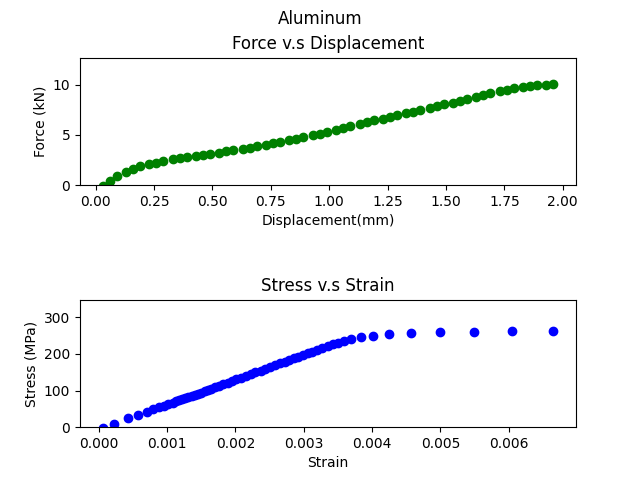 Aluminum
Force v.s Displacement
10
5
0
Force (kN)
0.00 0.25 0.50 0.75 1.00 1.25 1.50 1.75 2.00
Displacement(mm)
Stress v.s Strain
300
200
100
0
Stress (MPa)
0.000 0.001 0.002 0.003 0.004 0.005 0.006
Strain